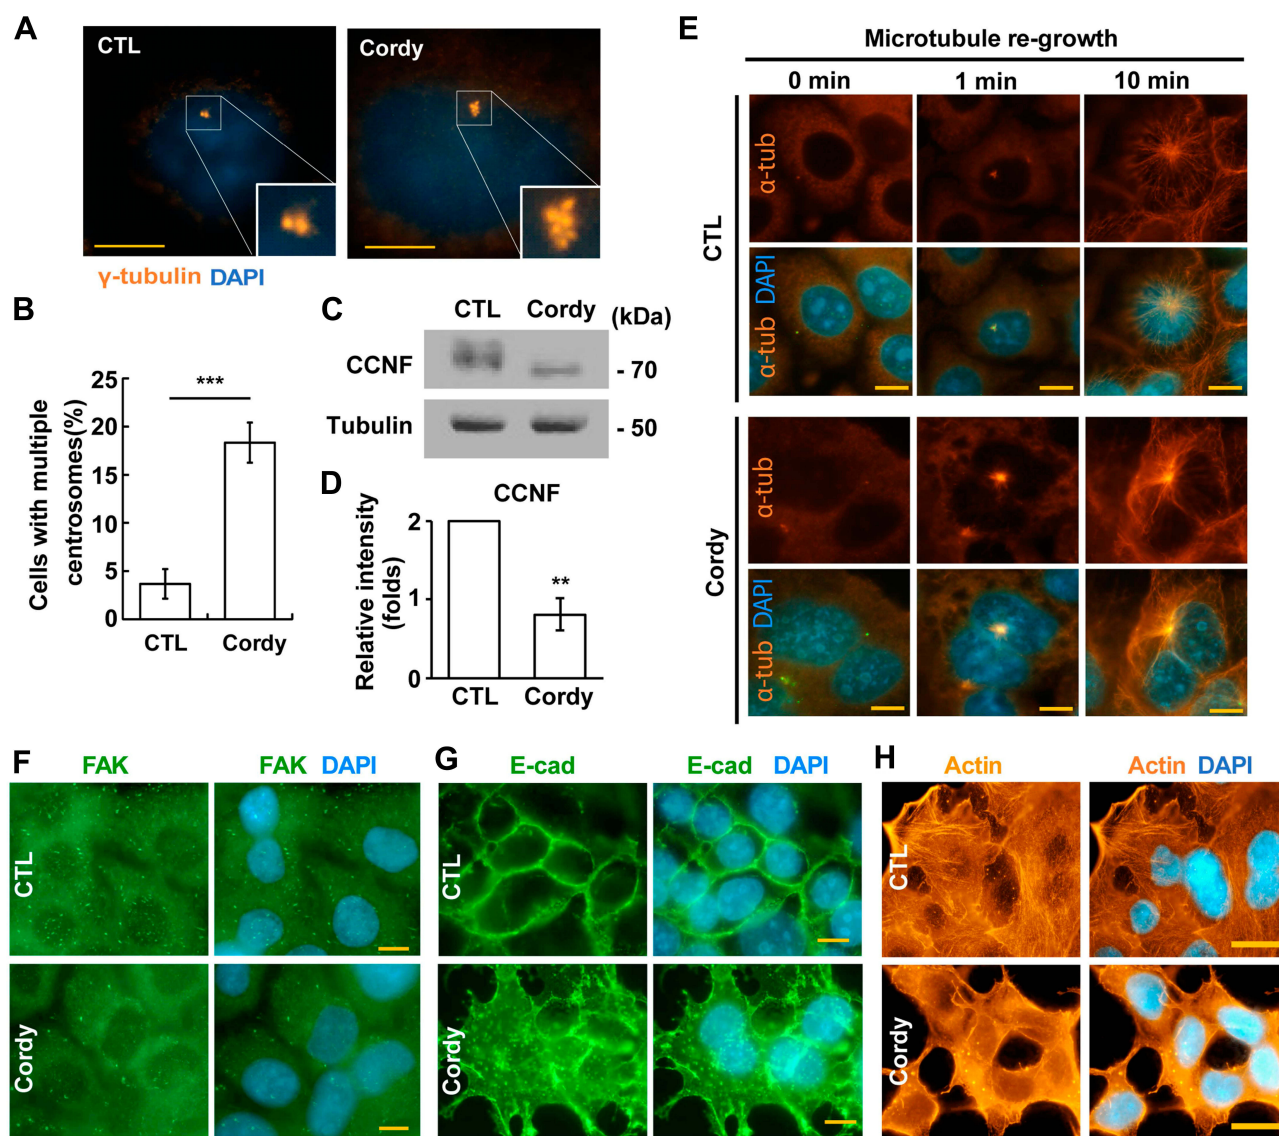 A
CTL
Cordy
γ-tubulin DAPI
B
Cells with multiple
centrosomes(%)
25
20
15
10
5
0
***
CTL
Cordy
C
CTL
Cordy
(kDa)
CCNF
- 70
Tubulin
- 50
D
CCNF
Relative intensity
(folds)
2
1
0
**
CTL
Cordy
E
Microtubule re-growth
0 min
1 min
10 min
CTL
α-tub
α-tub DAPI
Cordy
α-tub
α-tub DAPI
F
FAK
FAK DAPI
CTL
Cordy
G
E-cad
E-cad DAPI
CTL
Cordy
H
Actin
Actin DAPI
CTL
Cordy